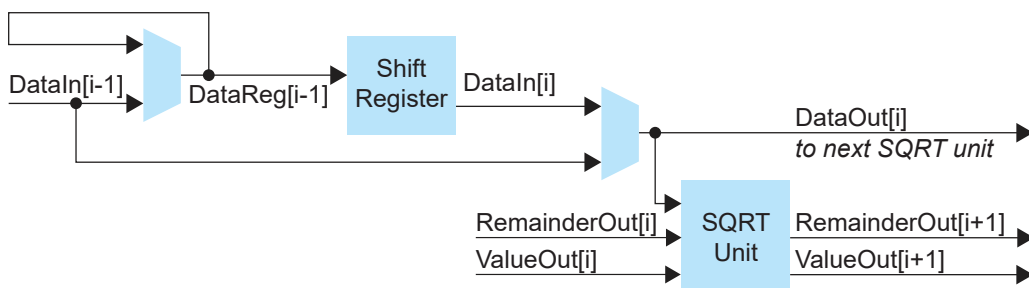 Shift
Register
DataIn[i-1]
DataReg[i-1]
DataIn[i]
DataOut[i]
to next SQRT unit
RemainderOut[i]
SQRT
Unit
RemainderOut[i+1]
ValueOut[i]
ValueOut[i+1]